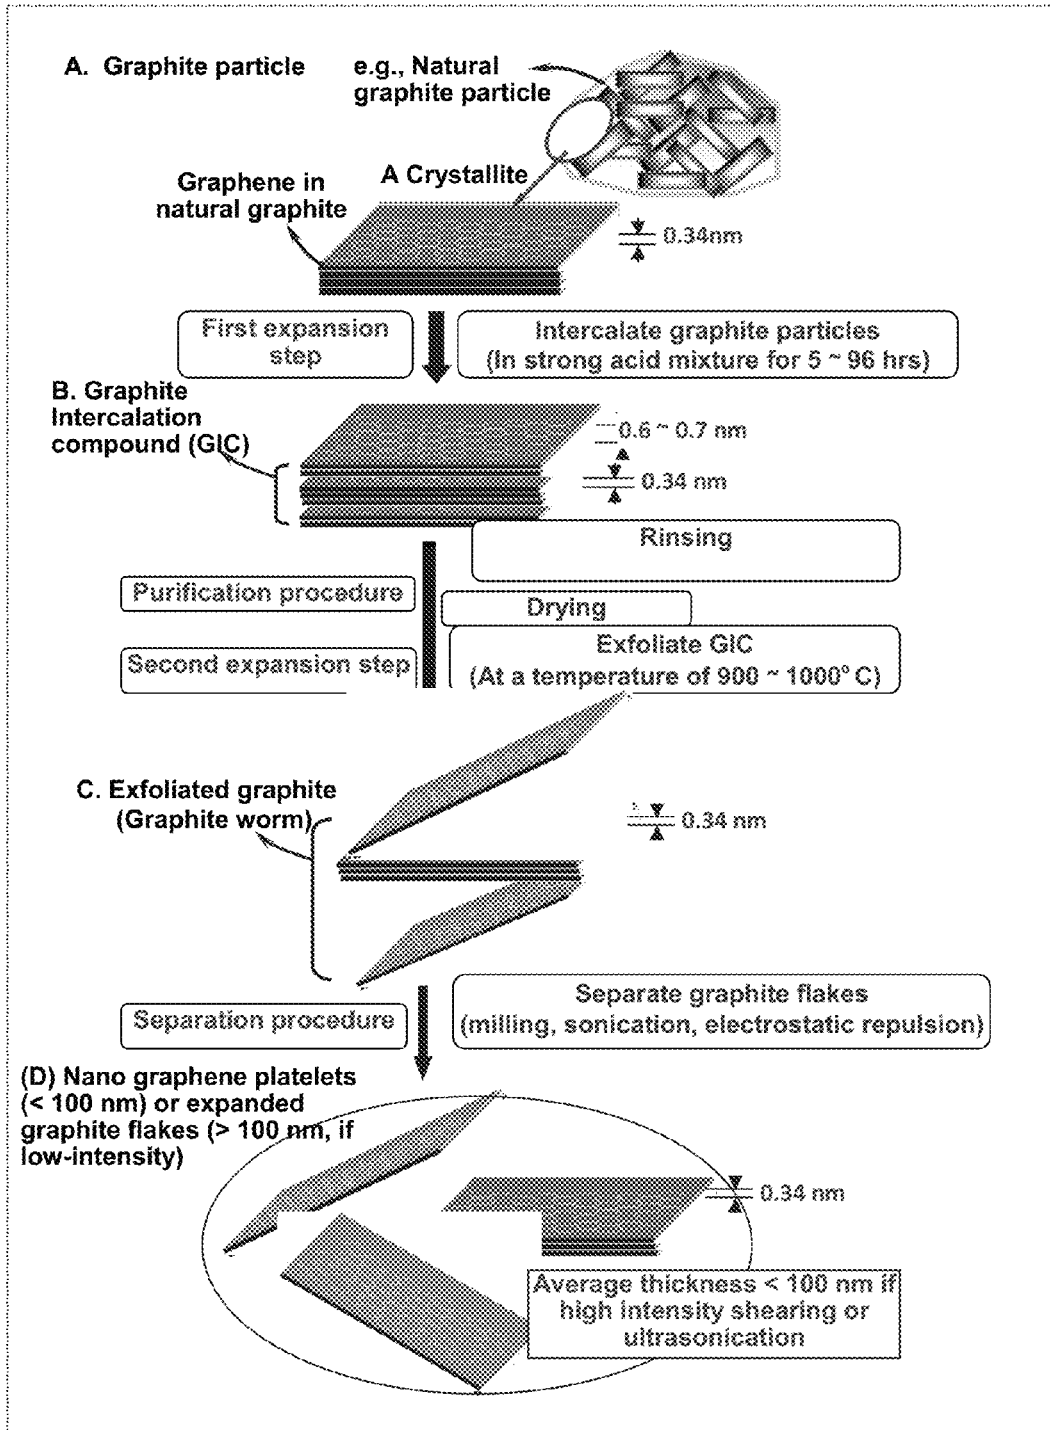 A. Graphite particle
e.g., Natural
graphite particle
A Crystallite
Graphene in
natural graphite
0.34nm
First expansion
step
Intercalate graphite particles
(In strong acid mixture for 5 ~ 96 hrs)
B. Graphite
Intercalation
compound (GIC)
0.6 ~ 0.7 nm
0.34 nm
Rinsing
Purification procedure
Drying
Second expansion step
Exfoliate GIC
(At a temperature of 900 ~ 1000° C)
C. Exfoliated graphite
(Graphite worm)
0.34 nm
Separation procedure
Separate graphite flakes
(milling, sonication, electrostatic repulsion)
(D) Nano graphene platelets
(< 100 nm) or expanded
graphite flakes (> 100 nm, if
low-intensity)
0.34 nm
Average thickness < 100 nm if
high intensity shearing or
ultrasonication